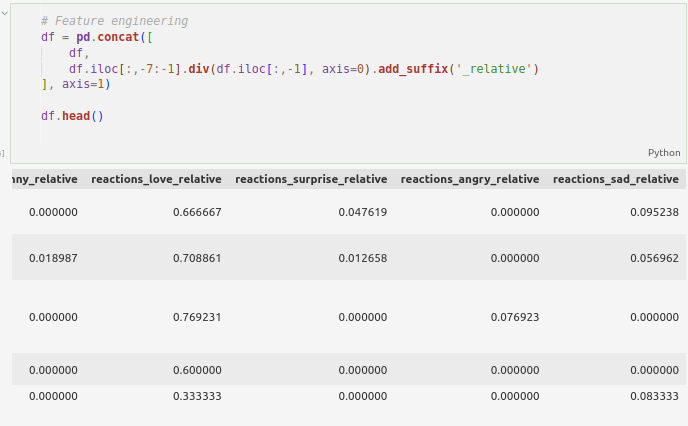 # Feature engineering
df = pd.concat([
    df,
    df.iloc[:,-7:-1].div(df.iloc[:,-1], axis=0).add_suffix('_relative')
], axis=1)
df.head()
Python
nny_relative reactions_love_relative reactions_surprise_relative reactions_angry_relative reactions_sad_relative
0.000000 0.666667 0.047619 0.000000 0.095238
0.018987 0.708861 0.012658 0.000000 0.056962
0.000000 0.769231 0.000000 0.076923 0.000000
0.000000 0.600000 0.000000 0.000000 0.000000
0.000000 0.333333 0.000000 0.000000 0.083333